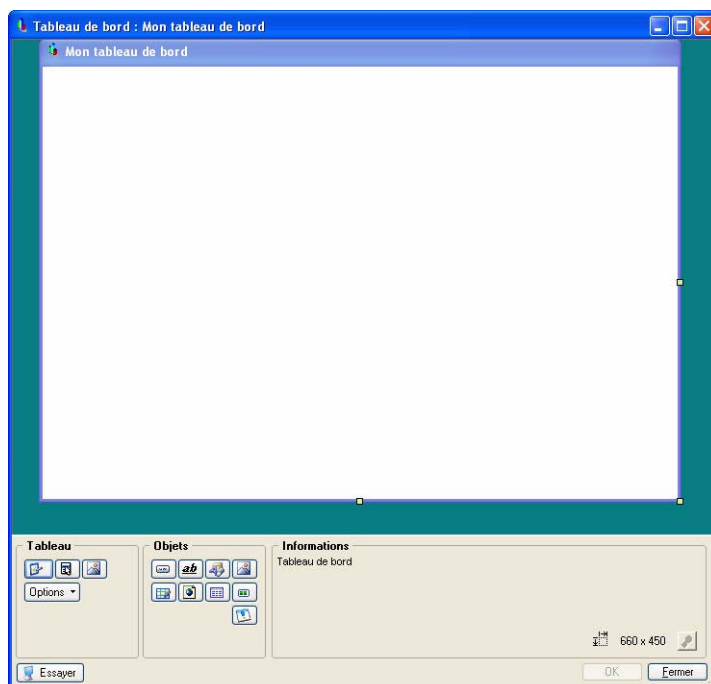 Tableau de bord : Mon tableau de bord
Mon tableau de bord
Tableau
Objets
Informations
Tableau de bord
ab
Options
660 x 450
Essayer
OK
Fermer